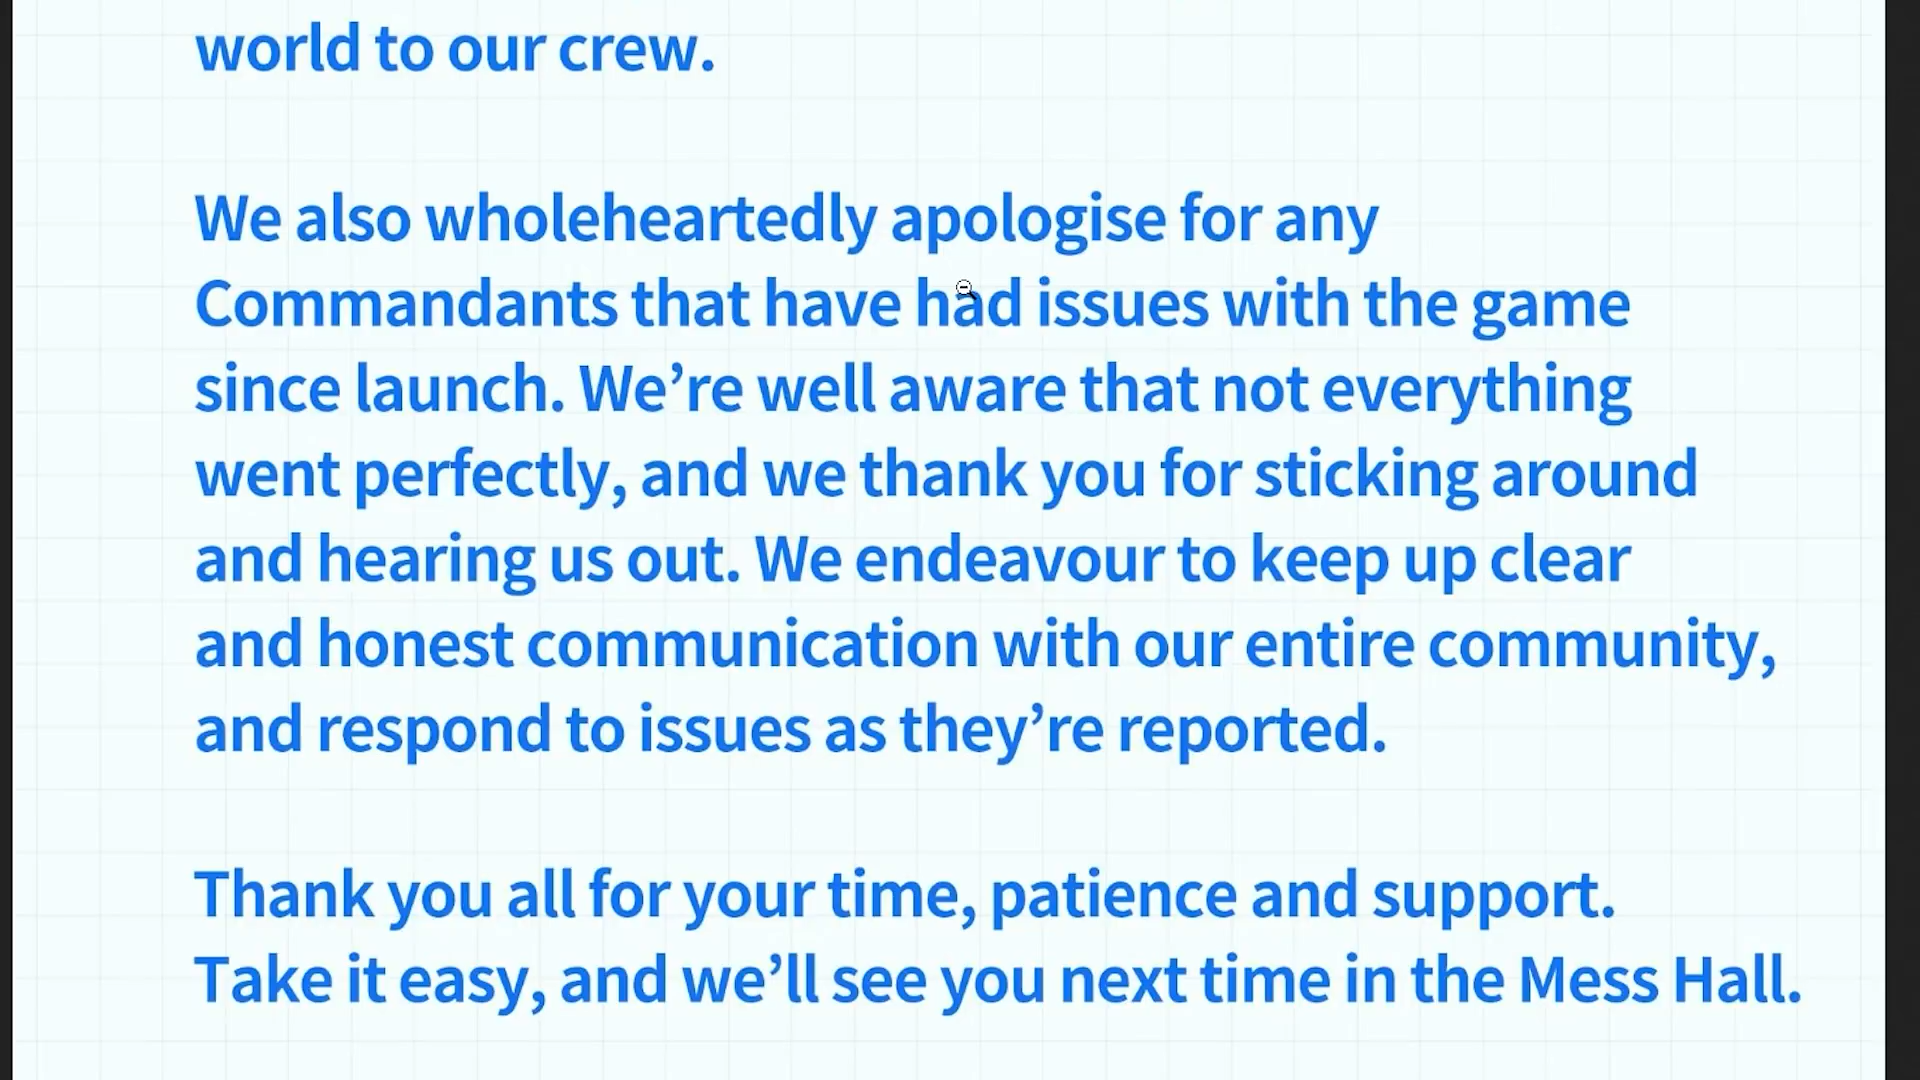 world to our crew.
We also wholeheartedly apologise for any
Commandants that have had issues with the game
since launch. We’re well aware that not everything
went perfectly, and we thank you for sticking around
and hearing us out. We endeavour to keep up clear
and honest communication with our entire community,
and respond to issues as they’re reported.
Thank you all for your time, patience and support.
Take it easy, and we’ll see you next time in the Mess Hall.